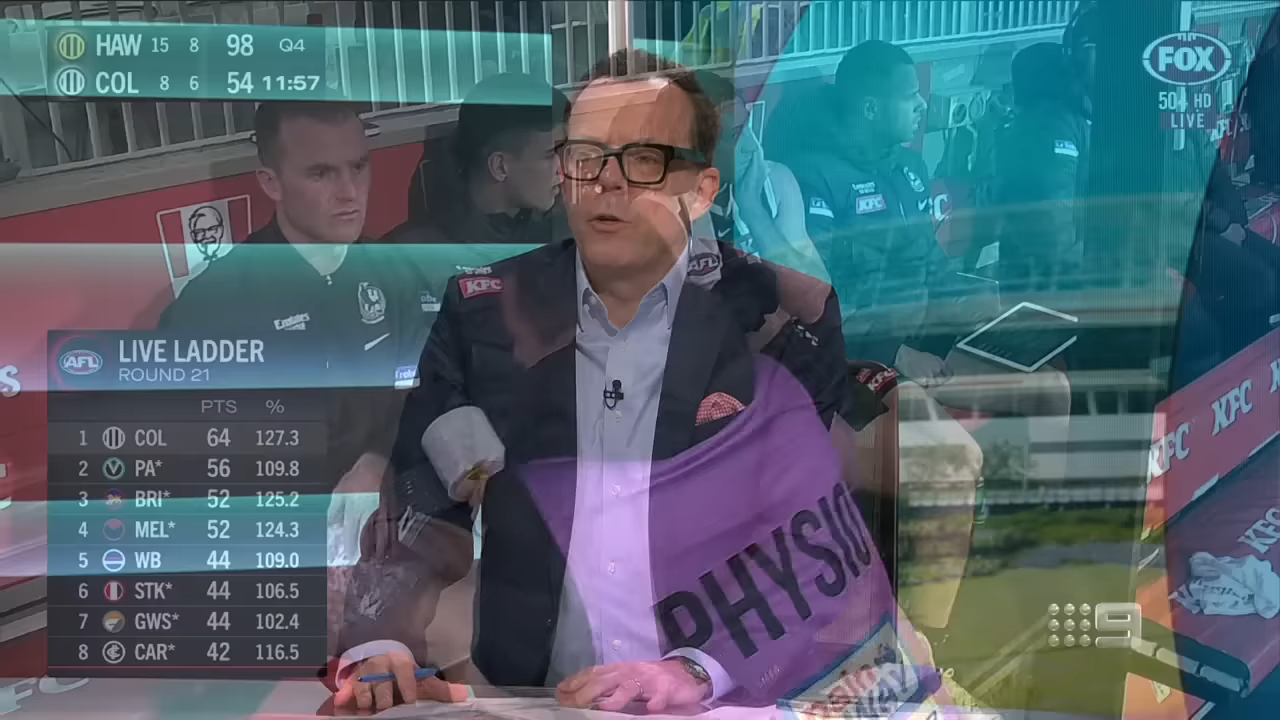 HAW 15 8 98 Q4
COL 8 6 54 11:57
FOX
504 HD
LIVE
KFC
AFL
KFC
KFC
KFC
KFC
AFL
LIVE LADDER
ROUND 21
PTS %
1 COL 64 127.3
2 PA* 56 109.8
3 BRI* 52 125.2
4 MEL* 52 124.3
5 WB 44 109.0
6 STK* 44 106.5
7 GWS* 44 102.4
8 CAR* 42 116.5
PHYSIO
9